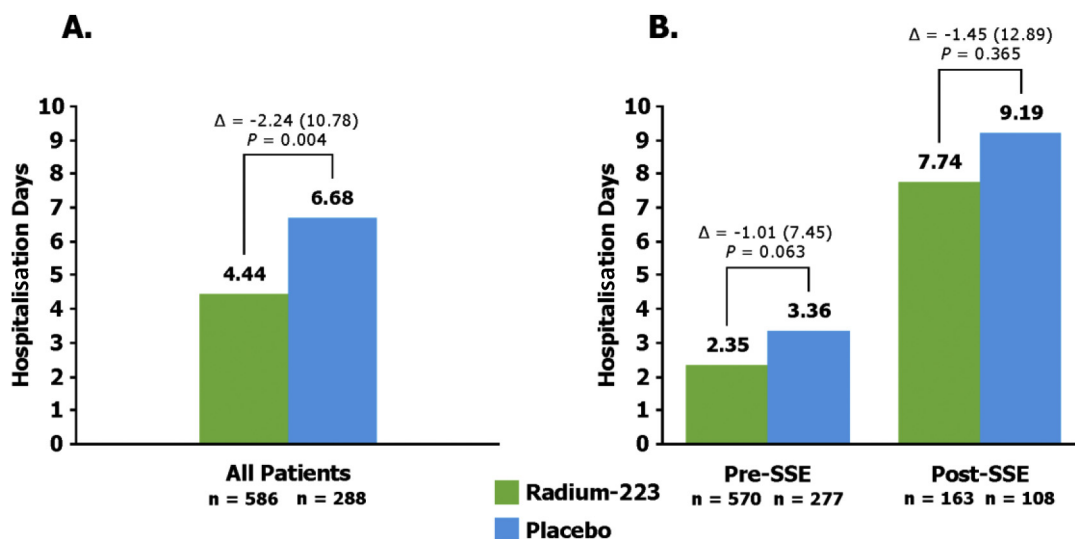 A.
Δ = -2.24 (10.78)
P = 0.004
Hospitalisation Days
10
9
8
7
6
5
4
3
2
1
0
4.44
6.68
All Patients
n = 586 n = 288
B.
Δ = -1.45 (12.89)
P = 0.365
Δ = -1.01 (7.45)
P = 0.063
Hospitalisation Days
10
9
8
7
6
5
4
3
2
1
0
2.35
3.36
7.74
9.19
Pre-SSE
n = 570 n = 277
Post-SSE
n = 163 n = 108
Radium-223
Placebo